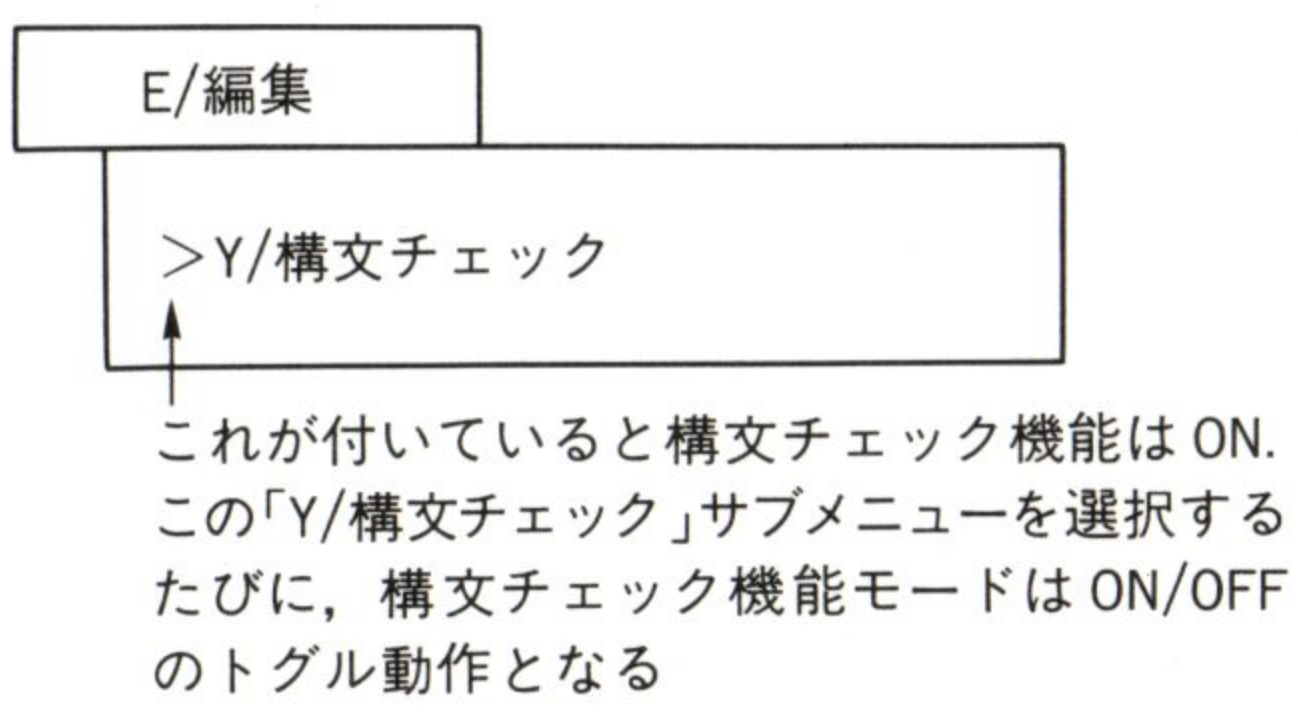 E/編集
>Y/構文チェック
これが付いていると構文チェック機能は ON.
この「Y/構文チェック」サブメニューを選択する
たびに，構文チェック機能モードは ON/OFF
のトグル動作となる